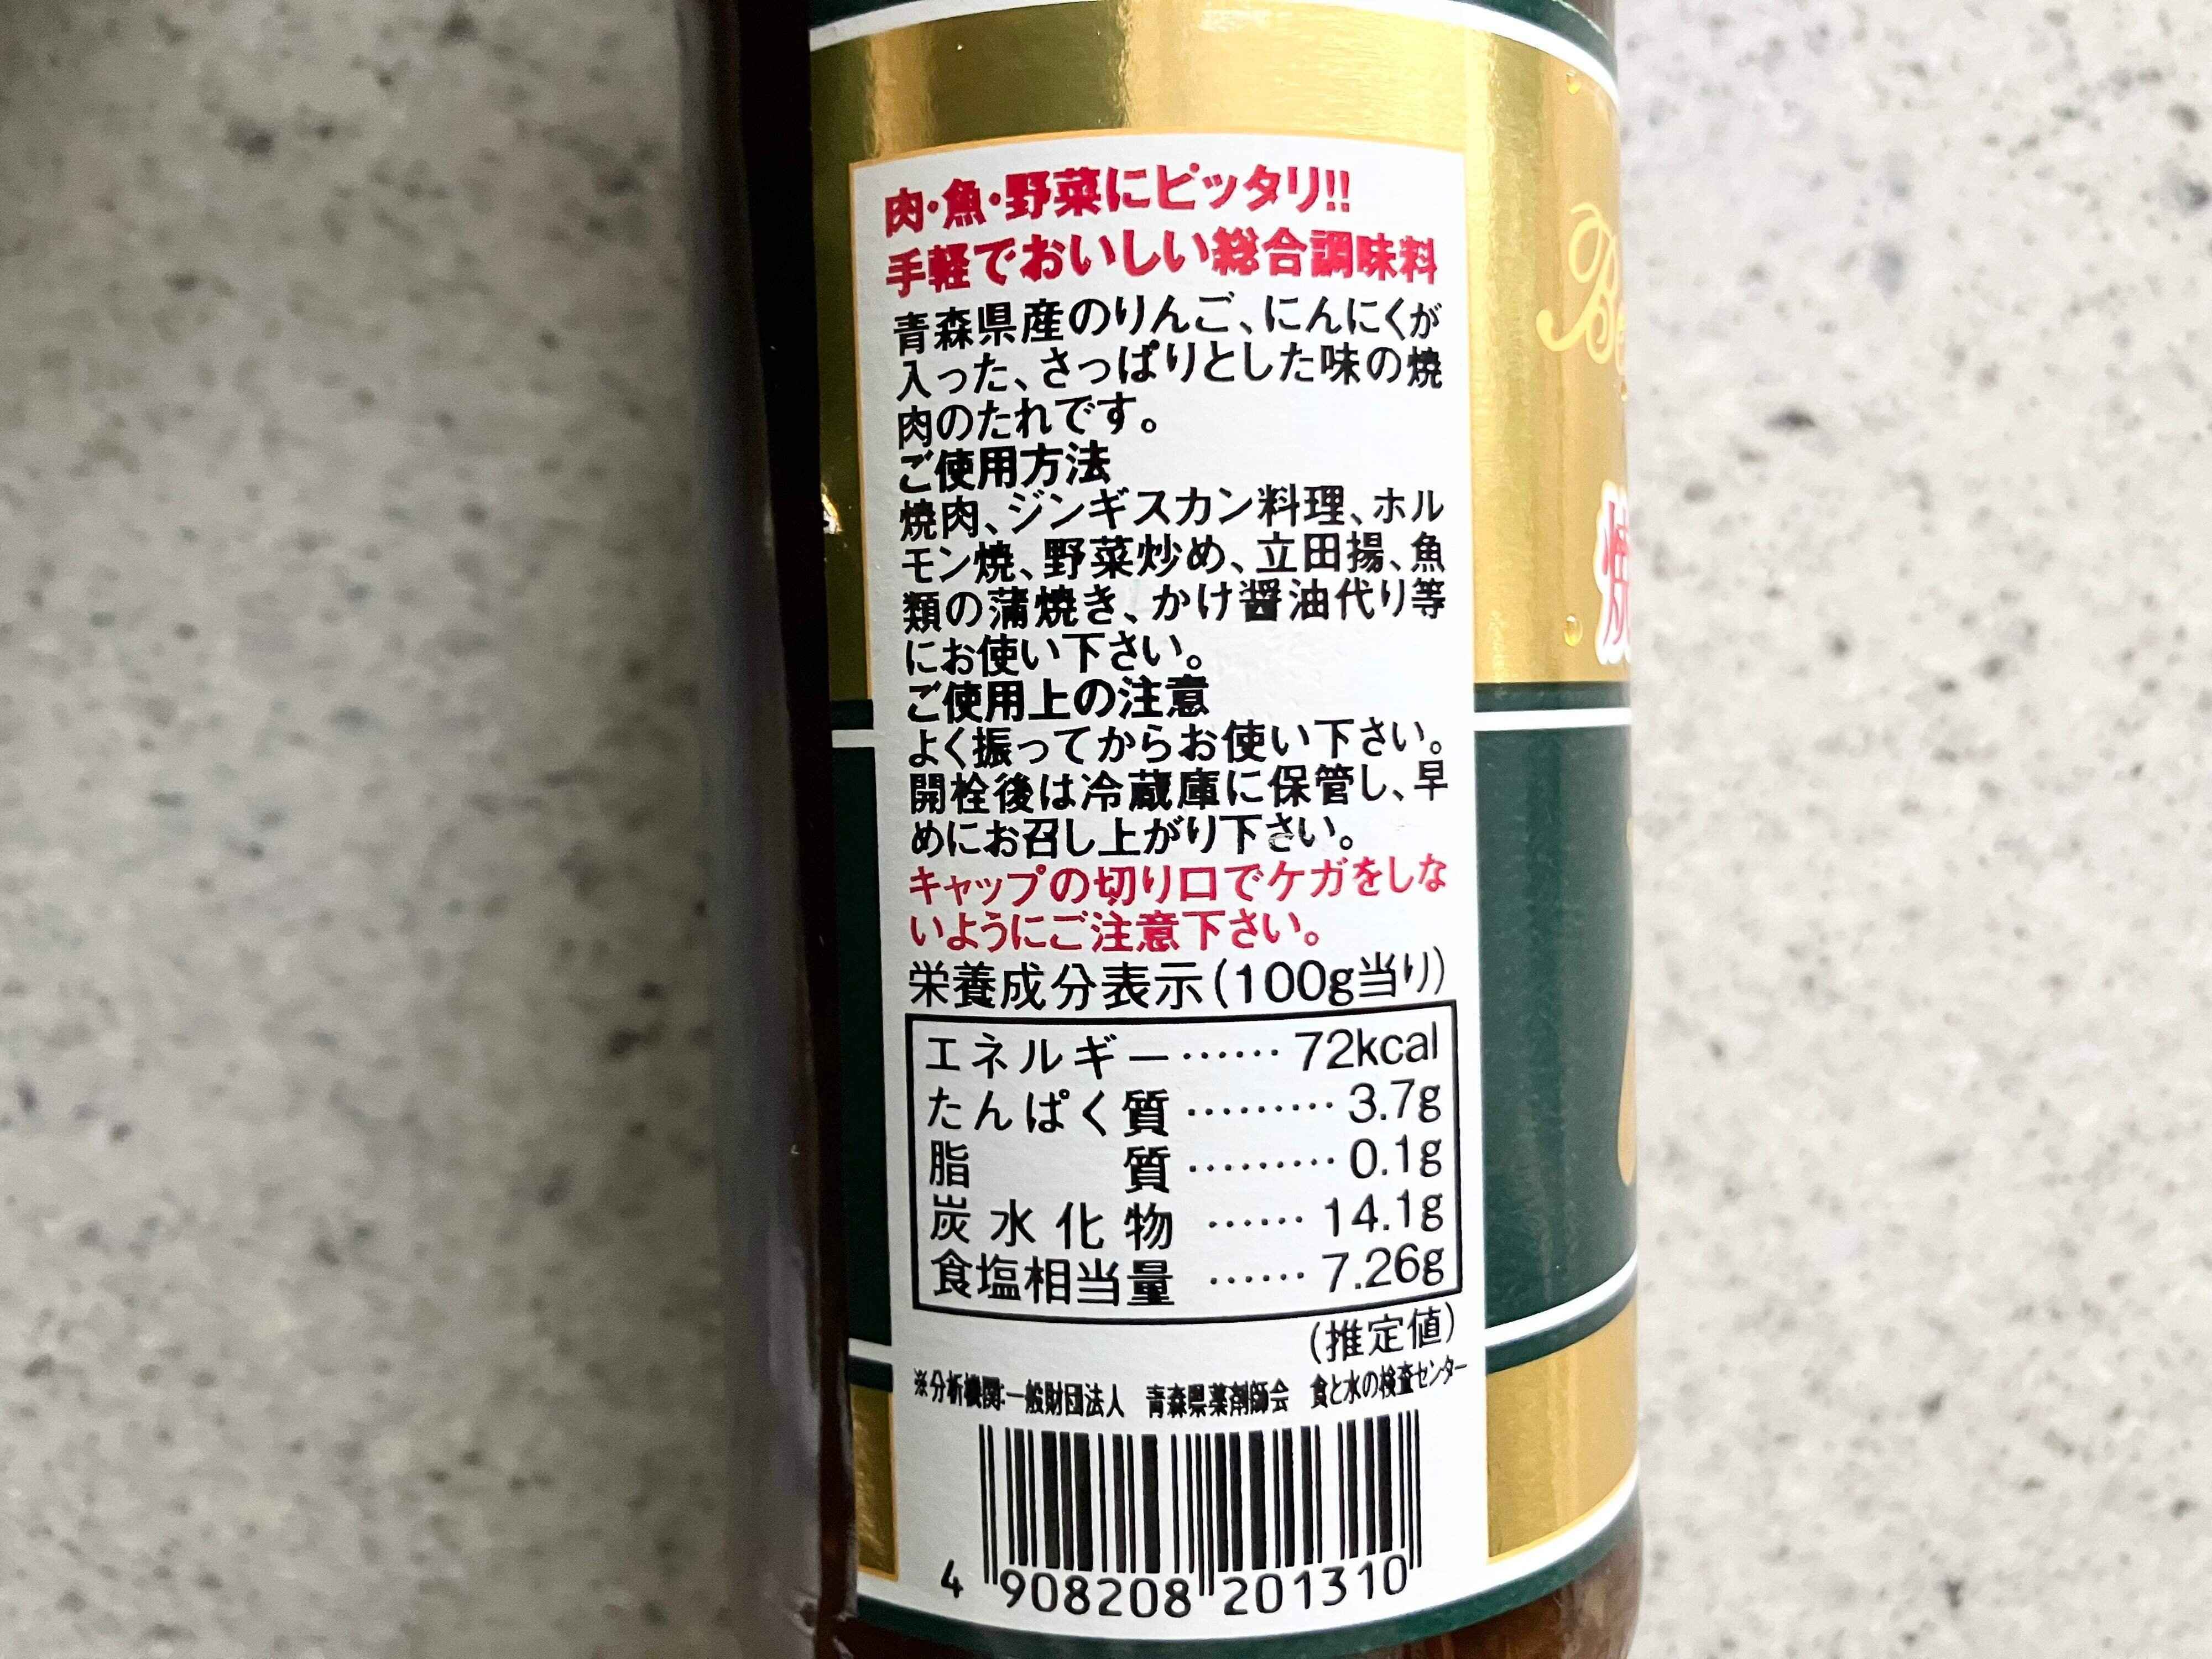 肉・魚・野菜にピッタリ!!
手軽でおいしい総合調味料
青森県産のりんご、にんにくが
入った、さっぱりとした味の焼
肉のたれです。
ご使用方法
焼肉、ジンギスカン料理、ホル
モン焼、野菜炒め、立田揚、魚
類の蒲焼き、かけ醤油代り等
にお使い下さい。
ご使用上の注意
よく振ってからお使い下さい。
開栓後は冷蔵庫に保管し、早
めにお召し上がり下さい。
キャップの切り口でケガをしな
いようにご注意下さい。
栄養成分表示(100g当り)
エネルギー…… 72kcal
たんぱく質……… 3.7g
脂質……… 0.1g
炭水化物 …… 14.1g
食塩相当量 …… 7.26g
(推定値)
※分析機関:一般財団法人 青森県薬剤師会 食と水の検査センター
4 908208 201310
焼